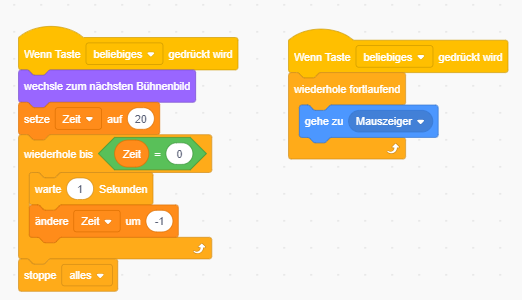 Wenn Taste beliebiges gedrückt wird
wechsle zum nächsten Bühnenbild
setze Zeit auf 20
wiederhole bis Zeit = 0
warte 1 Sekunden
ändere Zeit um -1
stoppe alles
Wenn Taste beliebiges gedrückt wird
wiederhole fortlaufend
gehe zu Mauszeiger